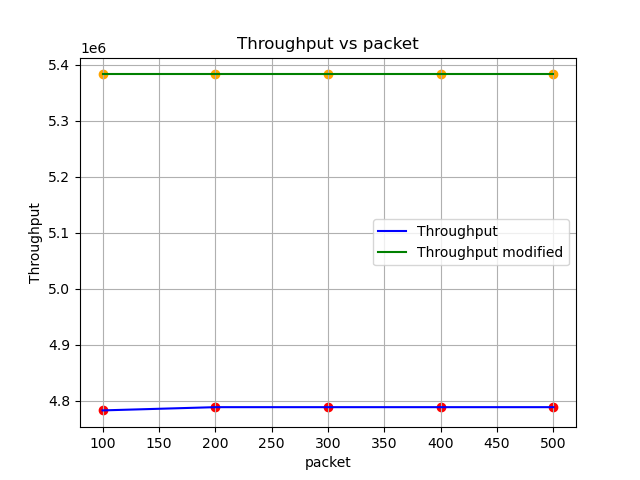 Throughput vs packet
1e6
5.4
5.3
5.2
5.1
5.0
4.9
4.8
Throughput
Throughput
Throughput modified
100 150 200 250 300 350 400 450 500
packet